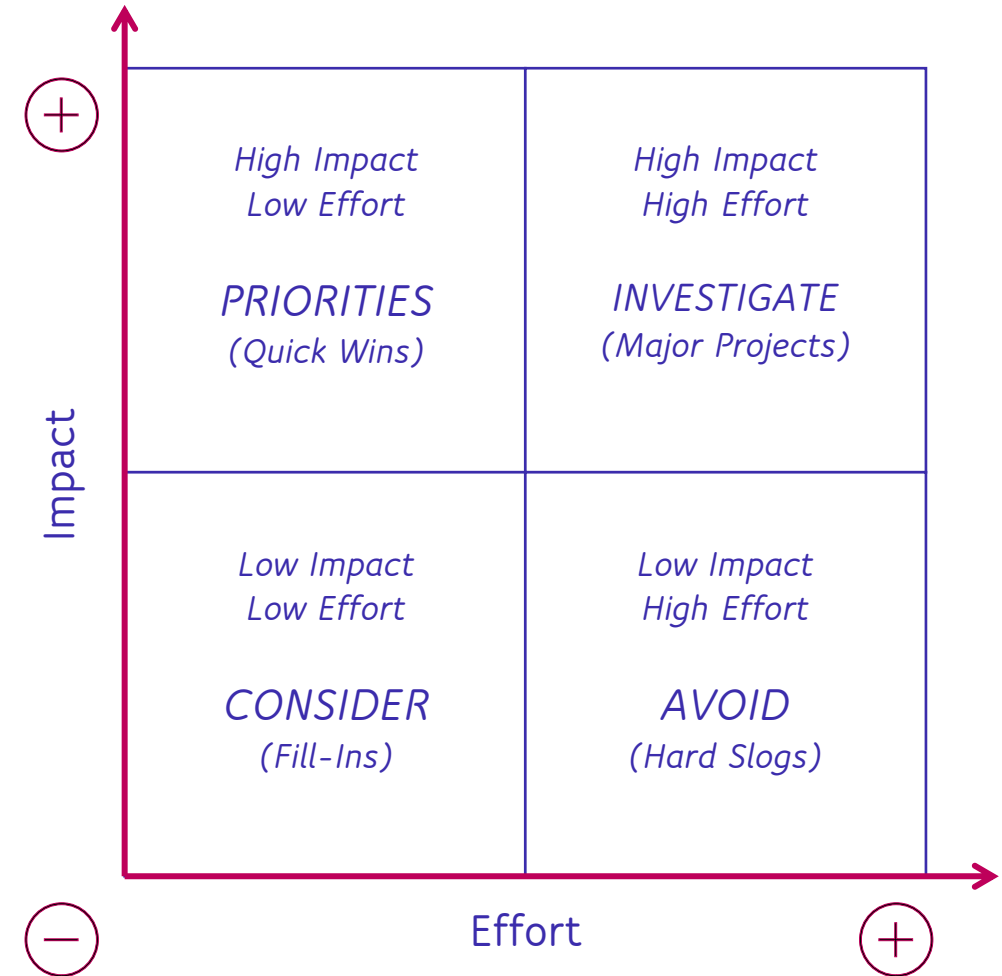 High Impact
Low Effort
PRIORITIES
(Quick Wins)
High Impact
High Effort
INVESTIGATE
(Major Projects)
Impact
Low Impact
Low Effort
CONSIDER
(Fill-Ins)
Low Impact
High Effort
AVOID
(Hard Slogs)
Effort